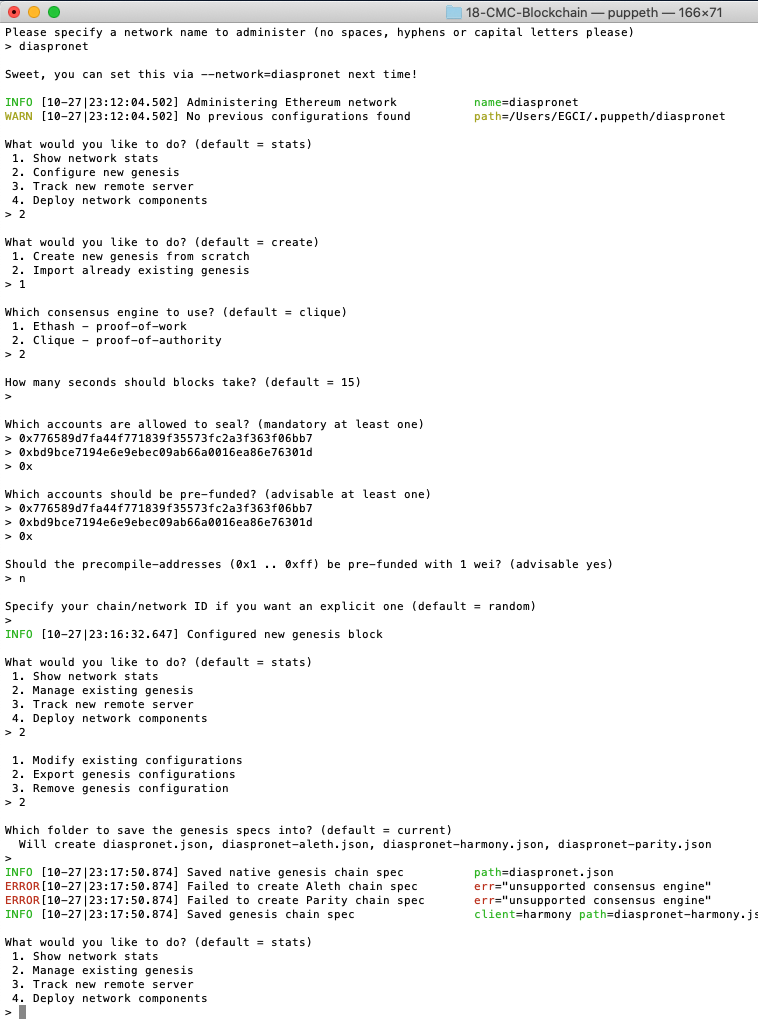 18-CMC-Blockchain — puppeth — 166×71
Please specify a network name to administer (no spaces, hyphens or capital letters please)
> diaspronet
Sweet, you can set this via --network=diaspronet next time!
INFO [10-27|23:12:04.502] Administering Ethereum network name=diaspronet
WARN [10-27|23:12:04.502] No previous configurations found path=/Users/EGCI/.puppeth/diaspronet
What would you like to do? (default = stats)
1. Show network stats
2. Configure new genesis
3. Track new remote server
4. Deploy network components
> 2
What would you like to do? (default = create)
1. Create new genesis from scratch
2. Import already existing genesis
> 1
Which consensus engine to use? (default = clique)
1. Ethash - proof-of-work
2. Clique - proof-of-authority
> 2
How many seconds should blocks take? (default = 15)
>
Which accounts are allowed to seal? (mandatory at least one)
> 0x776589d7fa44f771839f35573fc2a3f363f06bb7
> 0xbd9bce7194e6e9ebec09ab66a0016ea86e76301d
> 0x
Which accounts should be pre-funded? (advisable at least one)
> 0x776589d7fa44f771839f35573fc2a3f363f06bb7
> 0xbd9bce7194e6e9ebec09ab66a0016ea86e76301d
> 0x
Should the precompile-addresses (0x1 .. 0xff) be pre-funded with 1 wei? (advisable yes)
> n
Specify your chain/network ID if you want an explicit one (default = random)
>
INFO [10-27|23:16:32.647] Configured new genesis block
What would you like to do? (default = stats)
1. Show network stats
2. Manage existing genesis
3. Track new remote server
4. Deploy network components
> 2
1. Modify existing configurations
2. Export genesis configurations
3. Remove genesis configuration
> 2
Which folder to save the genesis specs into? (default = current)
Will create diaspronet.json, diaspronet-aleth.json, diaspronet-harmony.json, diaspronet-parity.json
>
INFO [10-27|23:17:50.874] Saved native genesis chain spec path=diaspronet.json
ERROR[10-27|23:17:50.874] Failed to create Aleth chain spec err="unsupported consensus engine"
ERROR[10-27|23:17:50.874] Failed to create Parity chain spec err="unsupported consensus engine"
INFO [10-27|23:17:50.874] Saved genesis chain spec client=harmony path=diaspronet-harmony.js
What would you like to do? (default = stats)
1. Show network stats
2. Manage existing genesis
3. Track new remote server
4. Deploy network components
>